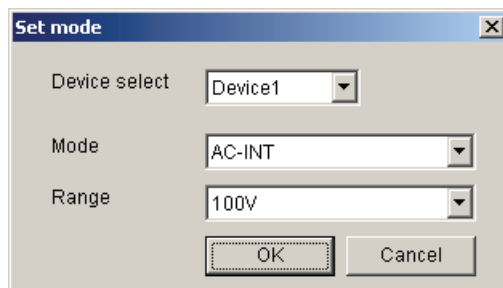 Set mode
Device select Device1
Mode AC-INT
Range 100V
OK Cancel